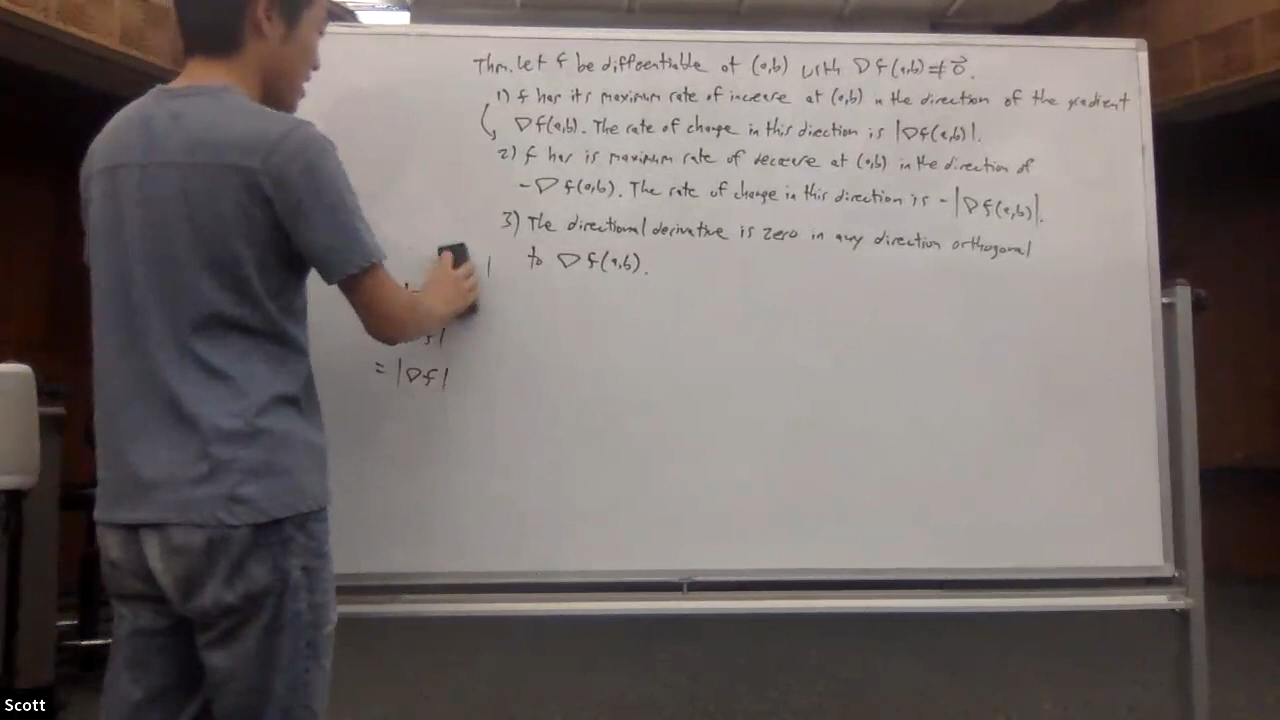 Thm. Let f be differentiable at (a,b) with ∇f(a,b) ≠ 0⃗.
1) f has its maximum rate of increase at (a,b) in the direction of the gradient
∇f(a,b). The rate of change in this direction is |∇f(a,b)|.
2) f has is maximum rate of decrease at (a,b) in the direction of
-∇f(a,b). The rate of change in this direction is -|∇f(a,b)|.
3) The directional derivative is zero in any direction orthogonal
to ∇f(a,b).
= |∇f|
Scott